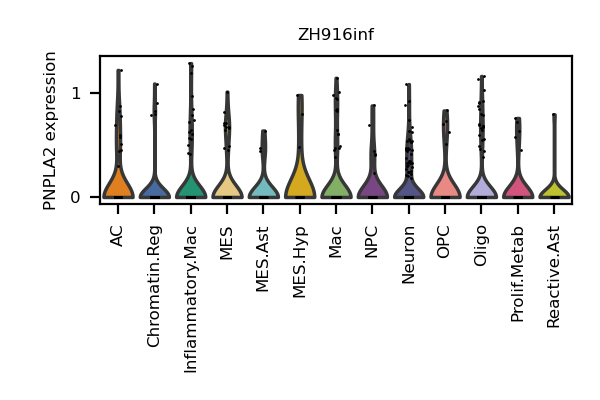 ZH916inf
PNPLA2 expression
1
0
AC
Chromatin.Reg
Inflammatory.Mac
MES
MES.Ast
MES.Hyp
Mac
NPC
Neuron
OPC
Oligo
Prolif.Metab
Reactive.Ast